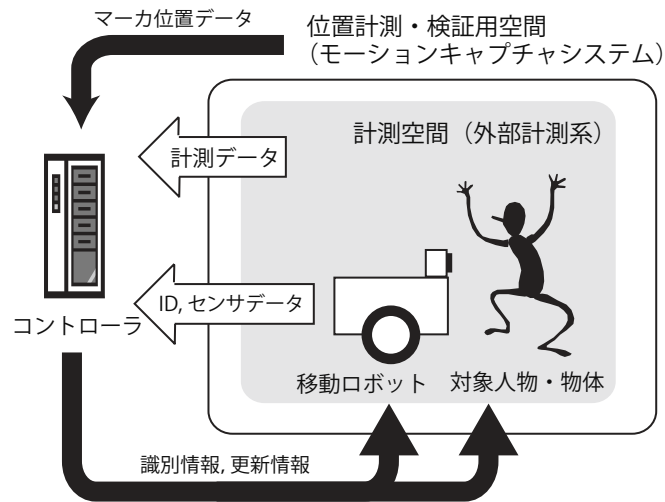 マーカ位置データ
位置計測・検証用空間
（モーションキャプチャシステム）
計測空間（外部計測系）
計測データ
ID, センサデータ
コントローラ
移動ロボット
対象人物・物体
識別情報, 更新情報